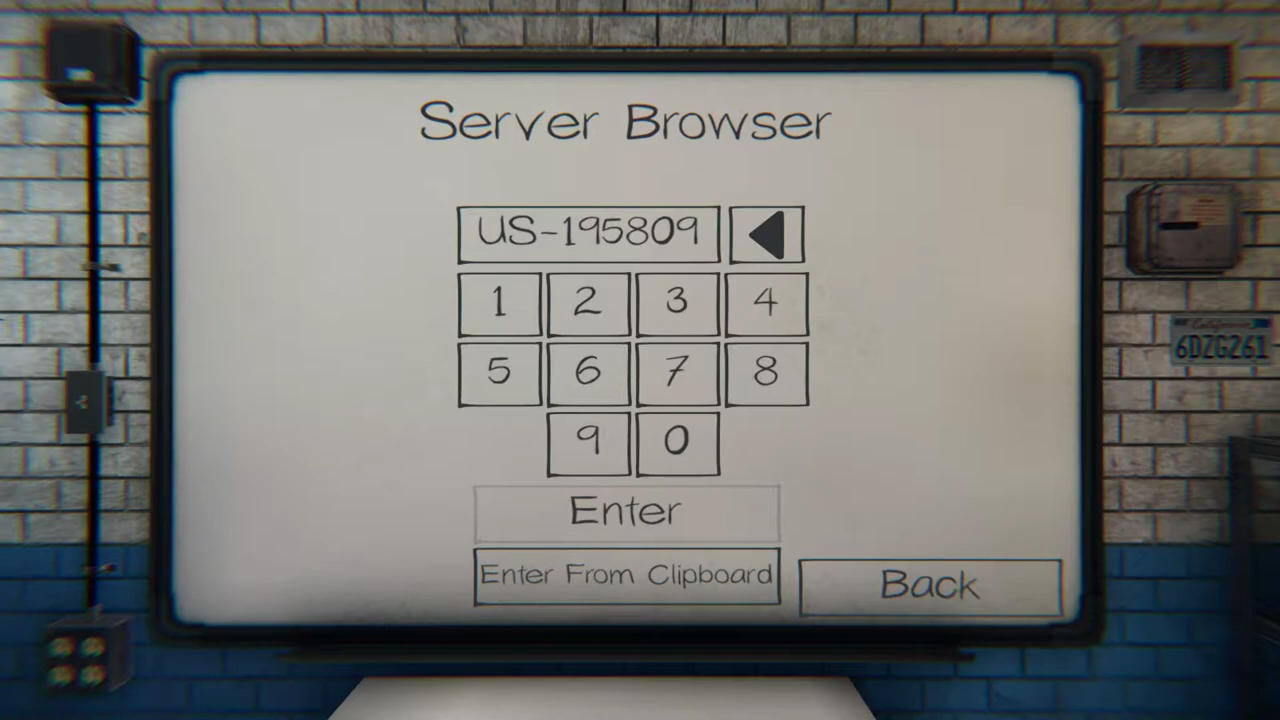 Server Browser
US-195809
1 2 3 4
5 6 7 8
9 0
Enter
Enter From Clipboard
Back
California
6DZG261